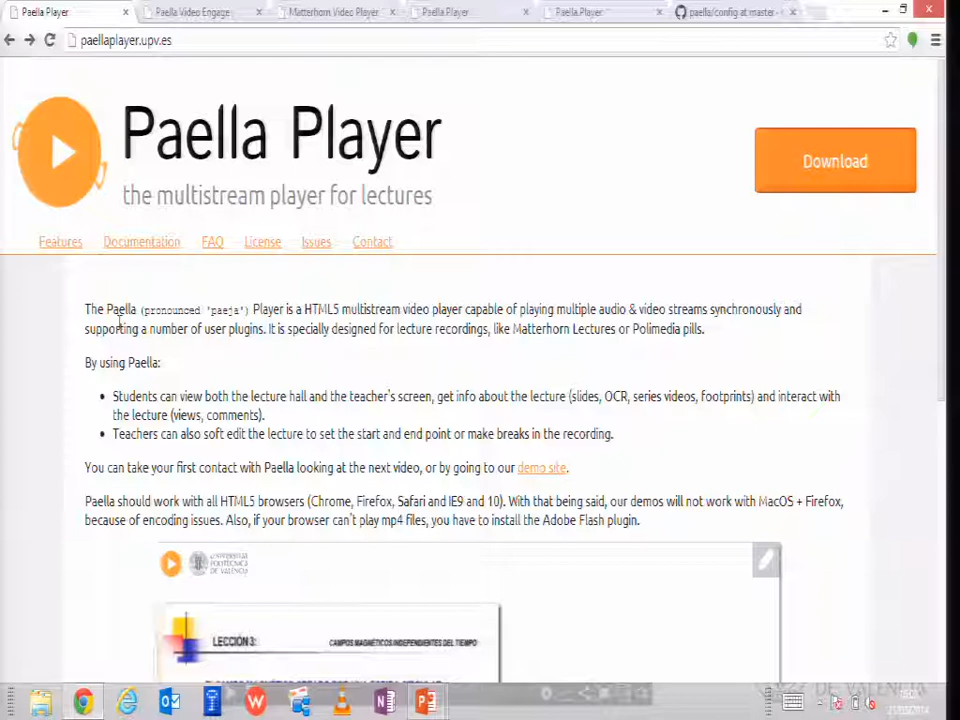 Paella Player
Paella Video Engage
Matterhorn Video Player
Paella Player
Paella Player
paella/config at master
paellaplayer.upv.es
Paella Player
the multistream player for lectures
Download
Features Documentation FAQ License Issues Contact
The Paella (pronounced 'paeja') Player is a HTML5 multistream video player capable of playing multiple audio & video streams synchronously and
supporting a number of user plugins. It is specially designed for lecture recordings, like Matterhorn Lectures or Polimedia pills.
By using Paella:
Students can view both the lecture hall and the teacher's screen, get info about the lecture (slides, OCR, series videos, footprints) and interact with
the lecture (views, comments).
Teachers can also soft edit the lecture to set the start and end point or make breaks in the recording.
You can take your first contact with Paella looking at the next video, or by going to our demo site.
Paella should work with all HTML5 browsers (Chrome, Firefox, Safari and IE9 and 10). With that being said, our demos will not work with MacOS + Firefox,
because of encoding issues. Also, if your browser can't play mp4 files, you have to install the Adobe Flash plugin.
UNIVERSITAT
POLITÈCNICA
DE VALÈNCIA
LECCIÓN 3: CAMPOS MAGNÉTICOS INDEPENDIENTES DEL TIEMPO
DE VALÈNCIA